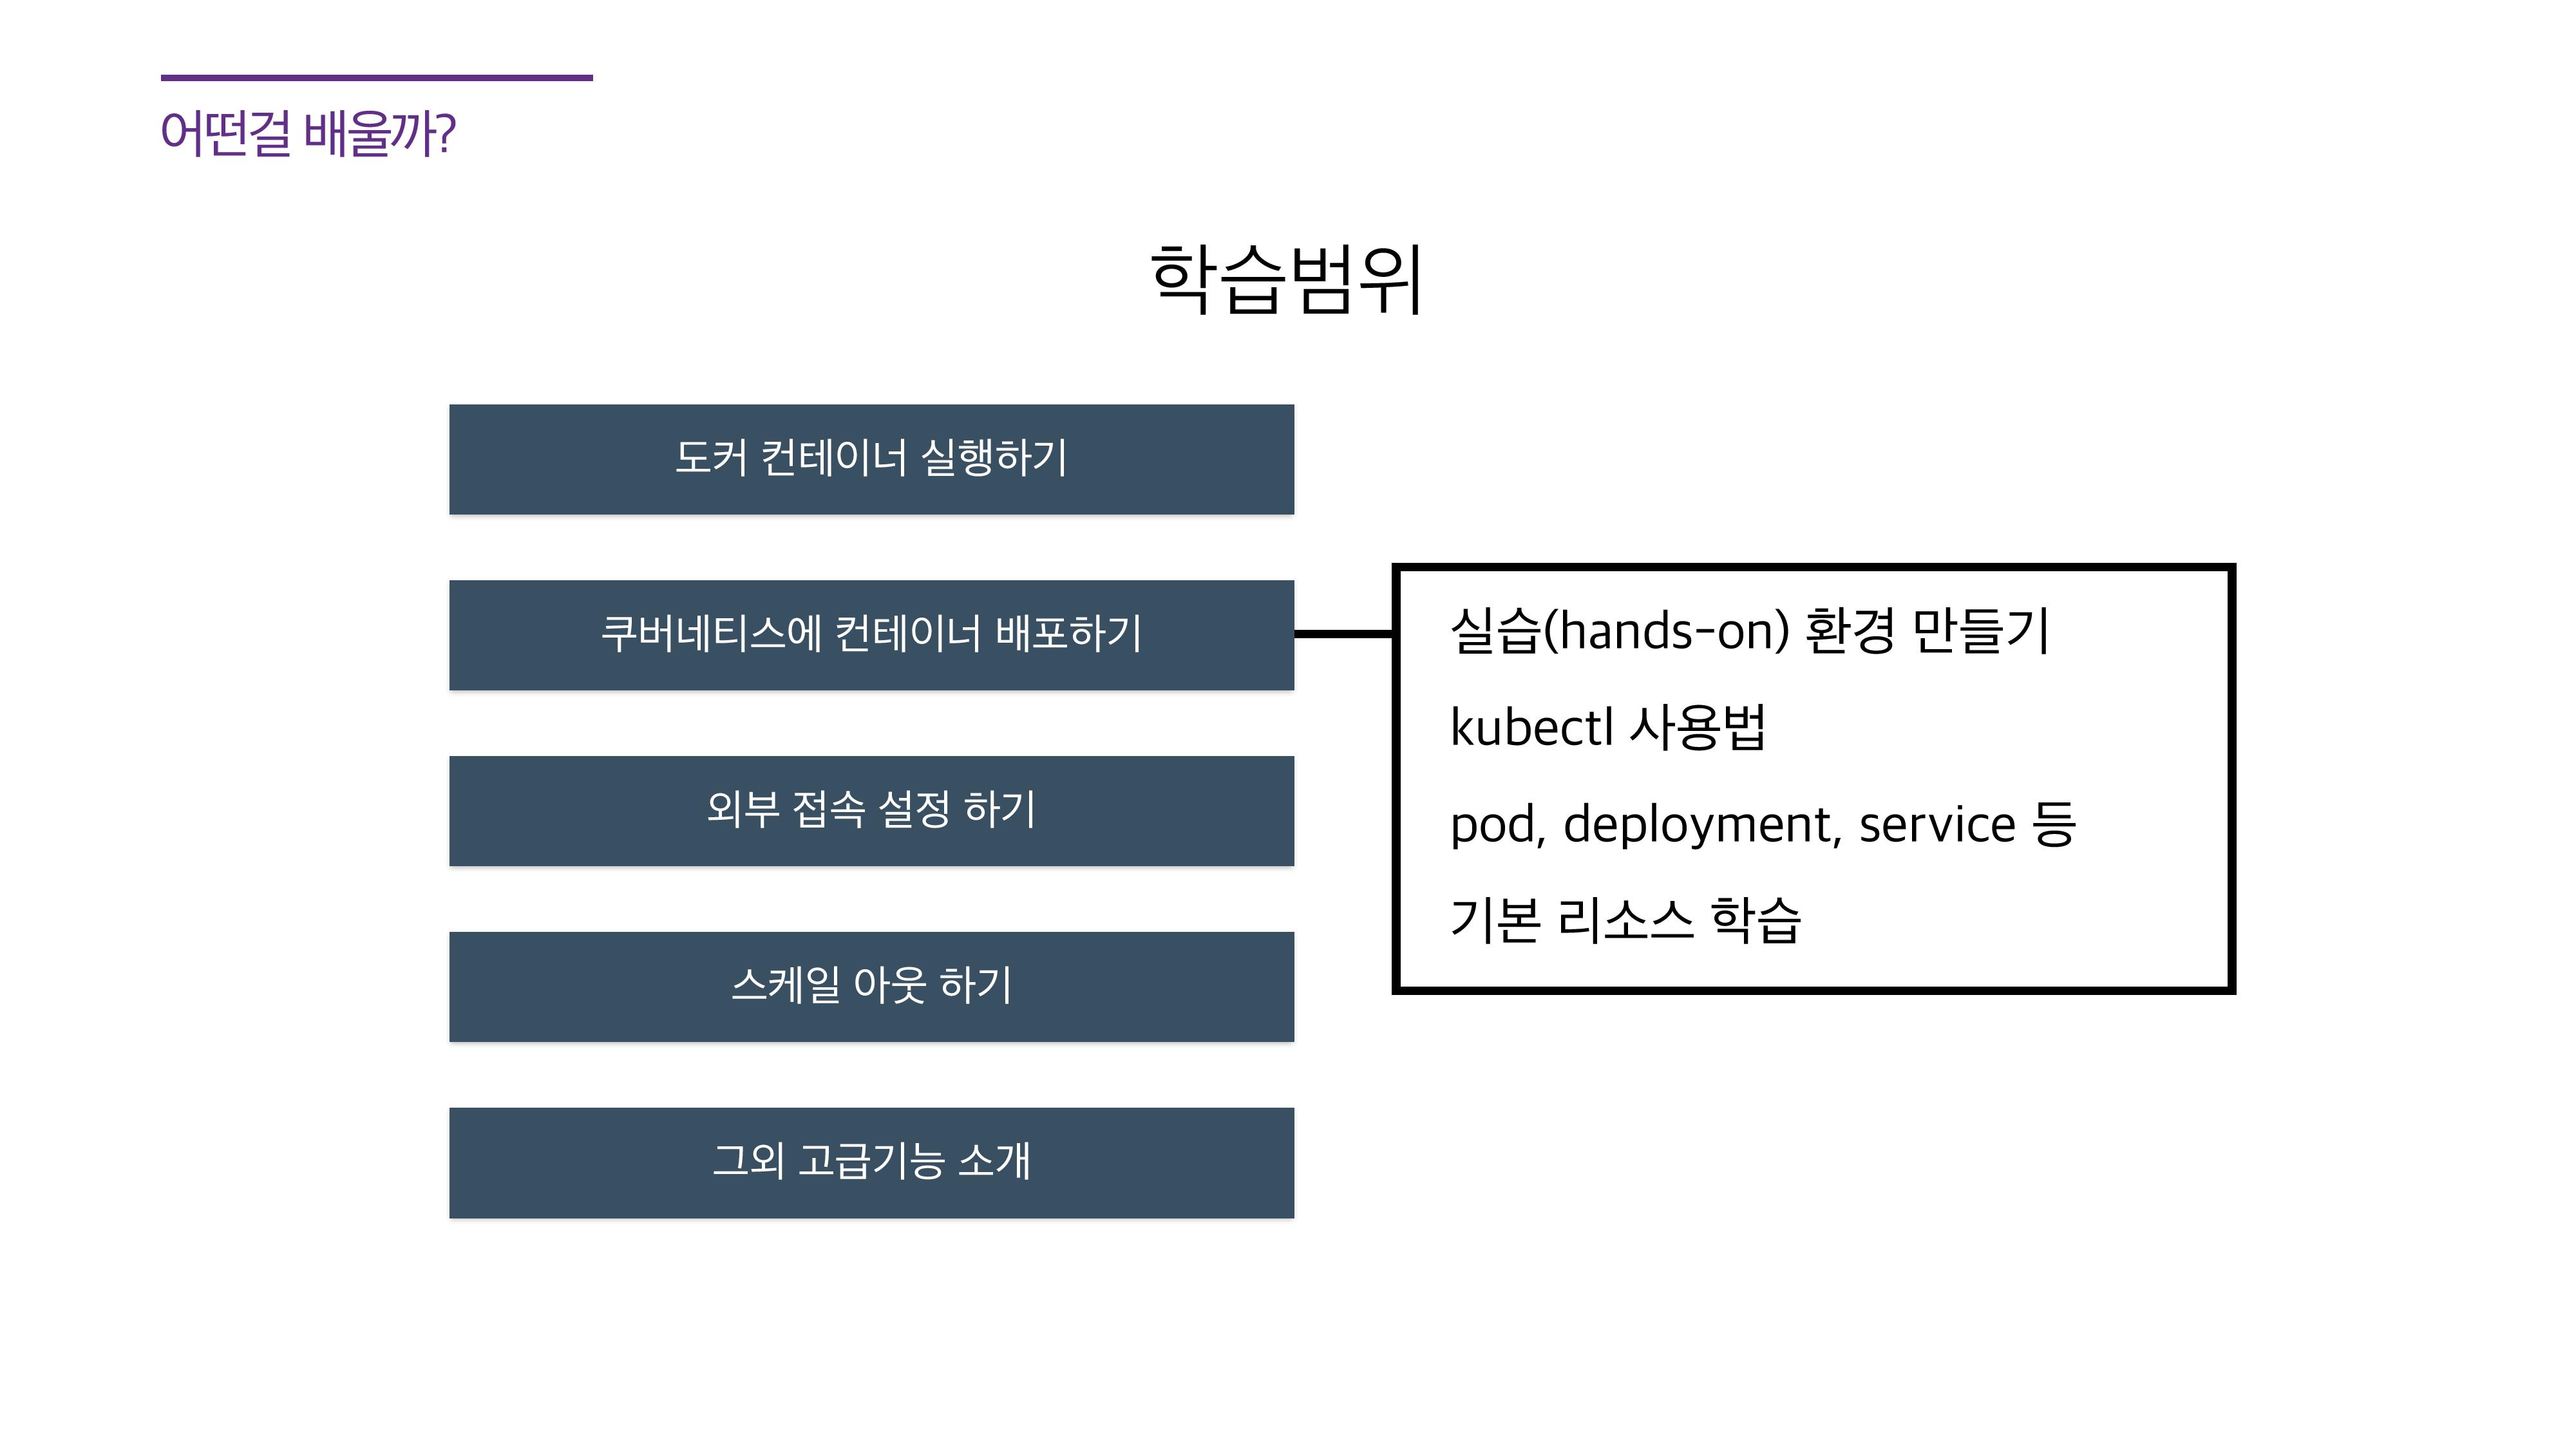 어떤걸 배울까?
학습범위
도커 컨테이너 실행하기
쿠버네티스에 컨테이너 배포하기
실습(hands-on) 환경 만들기
kubectl 사용법
pod, deployment, service 등
기본 리소스 학습
외부 접속 설정 하기
스케일 아웃 하기
그외 고급기능 소개